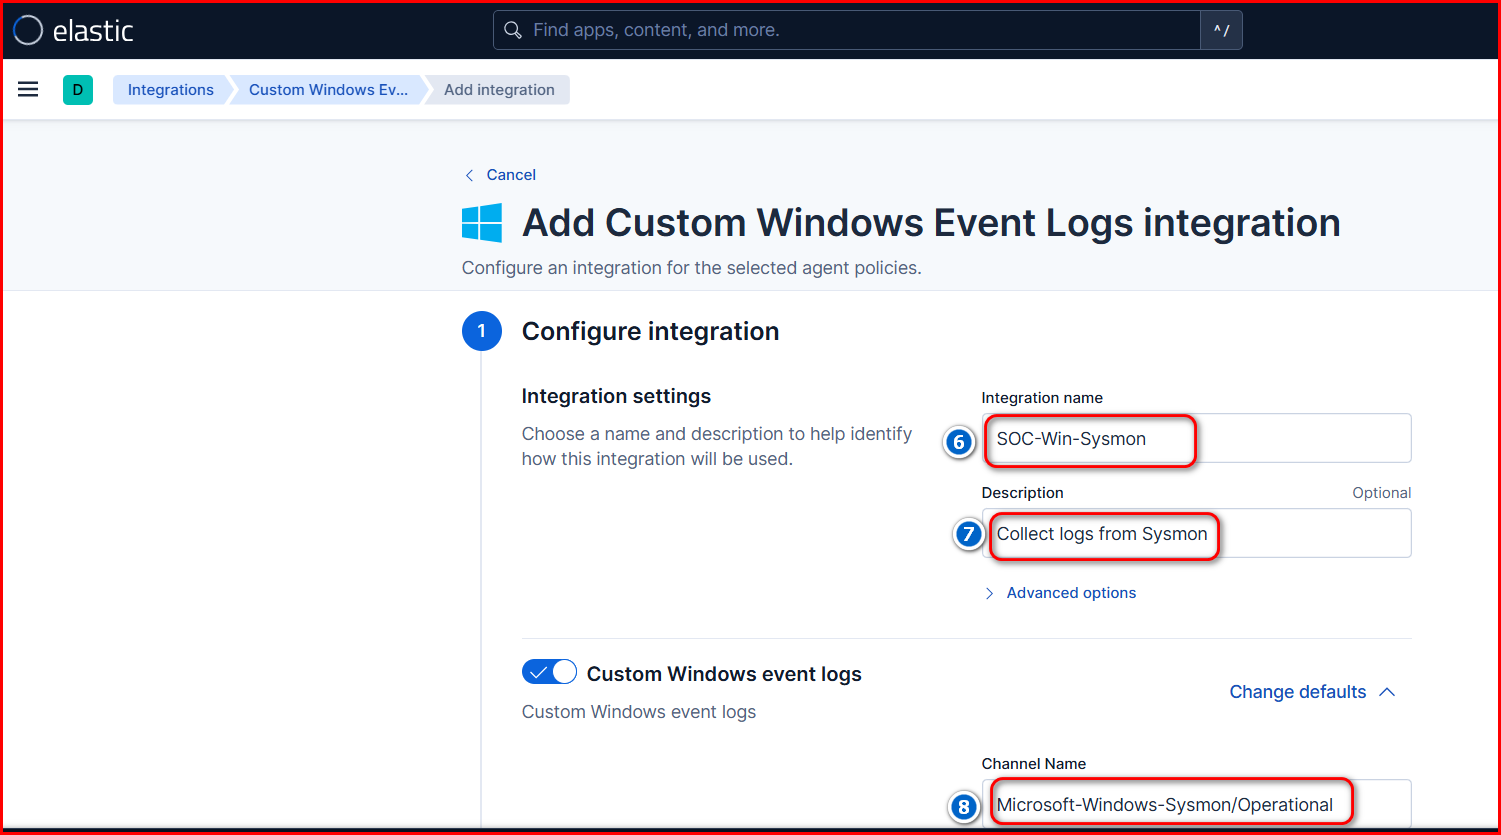 elastic
Find apps, content, and more.
^ /
D
Integrations
Custom Windows Ev...
Add integration
Cancel
Add Custom Windows Event Logs integration
Configure an integration for the selected agent policies.
1
Configure integration
Integration settings
Choose a name and description to help identify
how this integration will be used.
Integration name
6
SOC-Win-Sysmon
Description
Optional
7
Collect logs from Sysmon
Advanced options
Custom Windows event logs
Custom Windows event logs
Change defaults
Channel Name
8
Microsoft-Windows-Sysmon/Operational